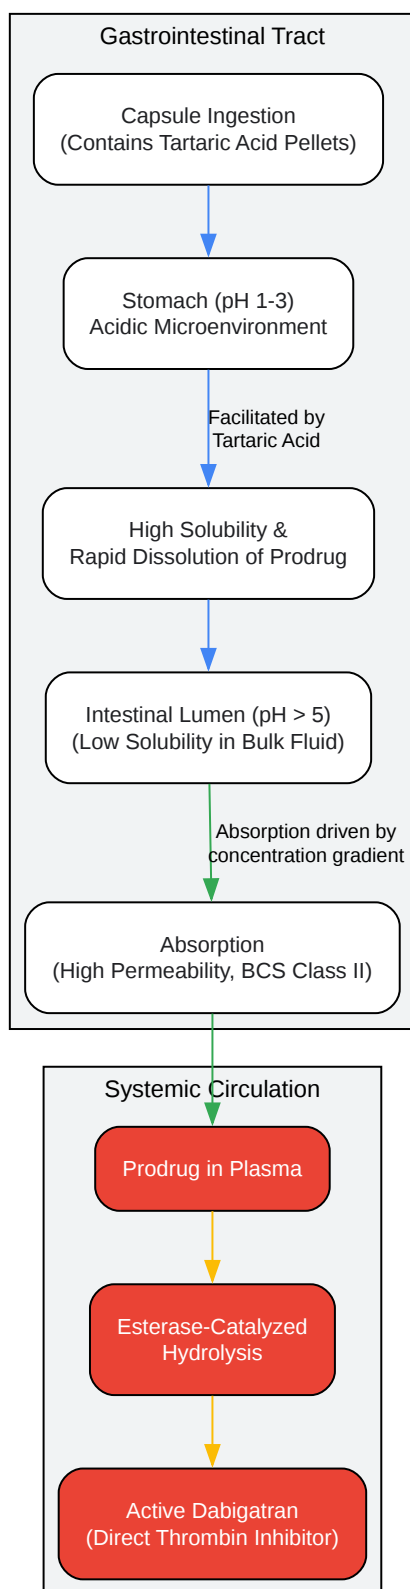 Gastrointestinal Tract
Capsule Ingestion
(Contains Tartaric Acid Pellets)
Stomach (pH 1-3)
Acidic Microenvironment
Facilitated by
Tartaric Acid
High Solubility &
Rapid Dissolution of Prodrug
Intestinal Lumen (pH > 5)
(Low Solubility in Bulk Fluid)
Absorption driven by
concentration gradient
Absorption
(High Permeability, BCS Class II)
Systemic Circulation
Prodrug in Plasma
Esterase-Catalyzed
Hydrolysis
Active Dabigatran
(Direct Thrombin Inhibitor)